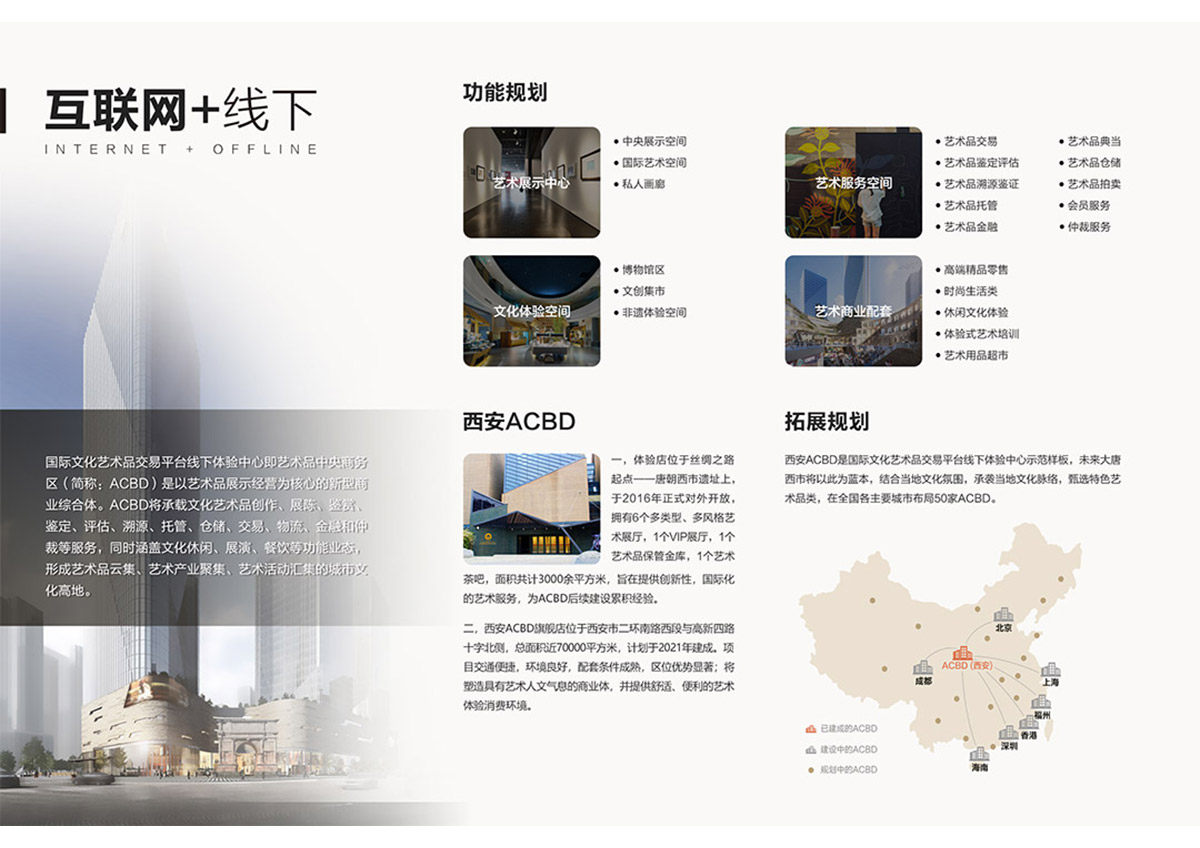 互联网+线下
INTERNET + OFFLINE
国际文化艺术品交易平台线下体验中心即艺术品中央商务
区（简称：ACBD）是以艺术品展示经营为核心的新型商
业综合体。ACBD将承载文化艺术品创作、展陈、鉴赏、
鉴定、评估、溯源、托管、仓储、交易、物流、金融和仲
裁等服务，同时涵盖文化休闲、展演、餐饮等功能业态，
形成艺术品云集、艺术产业聚集、艺术活动汇集的城市文
化高地。
功能规划
艺术展示中心
• 中央展示空间
• 国际艺术空间
• 私人画廊
艺术服务空间
• 艺术品交易
• 艺术品鉴定评估
• 艺术品溯源鉴证
• 艺术品托管
• 艺术品金融
• 艺术品典当
• 艺术品仓储
• 艺术品拍卖
• 会员服务
• 仲裁服务
文化体验空间
• 博物馆区
• 文创集市
• 非遗体验空间
艺术商业配套
• 高端精品零售
• 时尚生活类
• 休闲文化体验
• 体验式艺术培训
• 艺术用品超市
西安ACBD
一，体验店位于丝绸之路
起点——唐朝西市遗址上，
于2016年正式对外开放，
拥有6个多类型、多风格艺
术展厅，1个VIP展厅，1个
艺术品保管金库，1个艺术
茶吧，面积共计3000余平方米，旨在提供创新性，国际化
的艺术服务，为ACBD后续建设累积经验。
二，西安ACBD旗舰店位于西安市二环南路西段与高新四路
十字北侧，总面积近70000平方米，计划于2021年建成。项
目交通便捷，环境良好，配套条件成熟，区位优势显著；将
塑造具有艺术人文气息的商业体，并提供舒适、便利的艺术
体验消费环境。
拓展规划
西安ACBD是国际文化艺术品交易平台线下体验中心示范样板，未来大唐
西市将以此为蓝本，结合当地文化氛围，承袭当地文化脉络，甄选特色艺
术品类，在全国各主要城市布局50家ACBD。
北京
ACBD (西安)
成都
上海
福州
香港
深圳
海南
已建成的ACBD
建设中的ACBD
规划中的ACBD